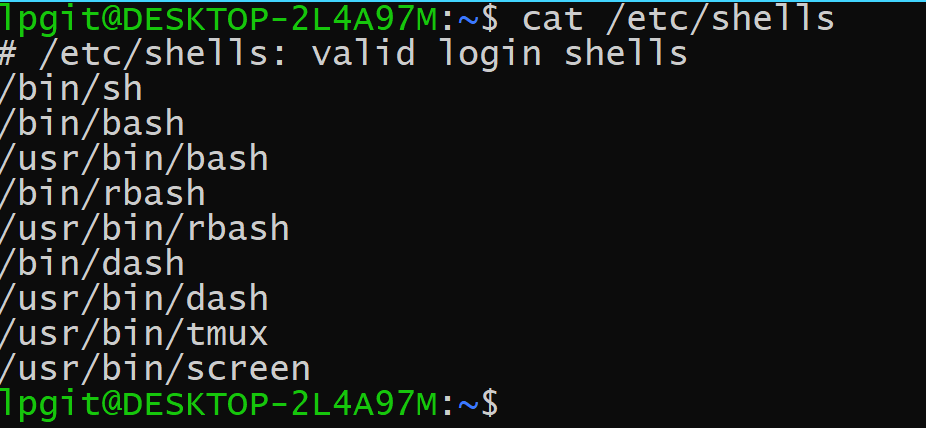 lpgit@DESKTOP-2L4A97M:~$ cat /etc/shells
# /etc/shells: valid login shells
/bin/sh
/bin/bash
/usr/bin/bash
/bin/rbash
/usr/bin/rbash
/bin/dash
/usr/bin/dash
/usr/bin/tmux
/usr/bin/screen
lpgit@DESKTOP-2L4A97M:~$